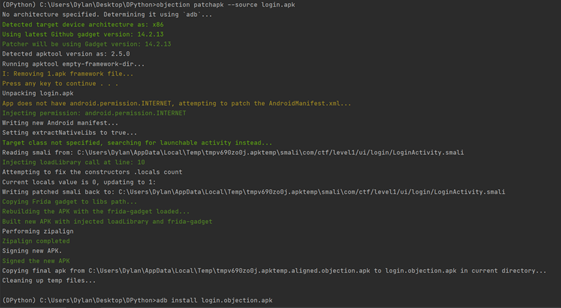 (DPython) C:\Users\Dylan\Desktop\DPython>objection patchapk --source login.apk
No architecture specified. Determining it using `adb`...
Detected target device architecture as: x86
Using latest Github gadget version: 14.2.13
Patcher will be using Gadget version: 14.2.13
Detected apktool version as: 2.5.0
Running apktool empty-framework-dir...
I: Removing 1.apk framework file...
Press any key to continue . . .
Unpacking login.apk
App does not have android.permission.INTERNET, attempting to patch the AndroidManifest.xml...
Injecting permission: android.permission.INTERNET
Writing new Android manifest...
Setting extractNativeLibs to true...
Target class not specified, searching for launchable activity instead...
Reading smali from: C:\Users\Dylan\AppData\Local\Temp\tmpv690zo0j.apktemp\smali\com/ctf/level1/ui/login/LoginActivity.smali
Injecting loadLibrary call at line: 10
Attempting to fix the constructors .locals count
Current locals value is 0, updating to 1:
Writing patched smali back to: C:\Users\Dylan\AppData\Local\Temp\tmpv690zo0j.apktemp\smali\com/ctf/level1/ui/login/LoginActivity.smali
Copying Frida gadget to libs path...
Rebuilding the APK with the frida-gadget loaded...
Built new APK with injected loadLibrary and frida-gadget
Performing zipalign
Zipalign completed
Signing new APK.
Signed the new APK
Copying final apk from C:\Users\Dylan\AppData\Local\Temp\tmpv690zo0j.apktemp.aligned.objection.apk to login.objection.apk in current directory...
Cleaning up temp files...
(DPython) C:\Users\Dylan\Desktop\DPython>adb install login.objection.apk